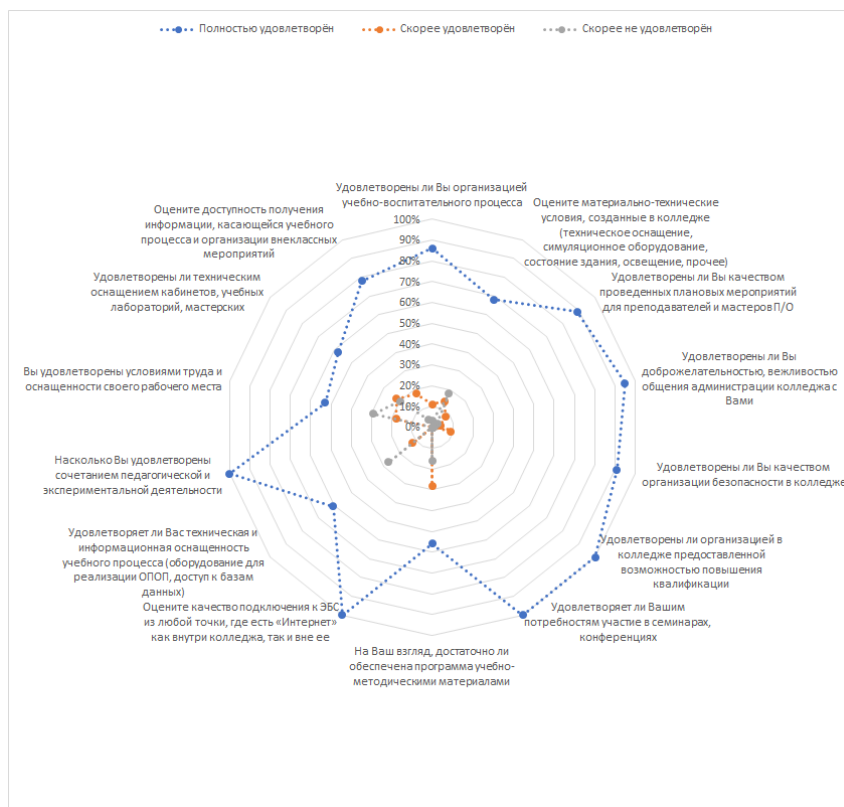 Полностью удовлетворён
Скорее удовлетворён
Скорее не удовлетворён
Удовлетворены ли Вы организацией
учебно-воспитательного процесса
Оцените материально-технические
условия, созданные в колледже
(техническое оснащение,
симуляционное оборудование,
состояние здания, освещение, прочее)
Удовлетворены ли Вы качеством
проведенных плановых мероприятий
для преподавателей и мастеров П/О
Удовлетворены ли Вы
доброжелательностью, вежливостью
общения администрации колледжа с
Вами
Удовлетворены ли Вы качеством
организации безопасности в колледже
Удовлетворены ли организацией в
колледже предоставленной
возможностью повышения
квалификации
Удовлетворяет ли Вашим
потребностям участие в семинарах,
конференциях
На Ваш взгляд, достаточно ли
обеспечена программа учебно-
методическими материалами
Оцените качество подключения к ЭБС
из любой точки, где есть «Интернет»
как внутри колледжа, так и вне ее
Удовлетворяет ли Вас техническая и
информационная оснащенность
учебного процесса (оборудование для
реализации ОПОП, доступ к базам
данных)
Насколько Вы удовлетворены
сочетанием педагогической и
экспериментальной деятельности
Вы удовлетворены условиями труда и
оснащенности своего рабочего места
Удовлетворены ли техническим
оснащением кабинетов, учебных
лабораторий, мастерских
Оцените доступность получения
информации, касающейся учебного
процесса и организации внеклассных
мероприятий
100%
90%
80%
70%
60%
50%
40%
30%
20%
10%
0%